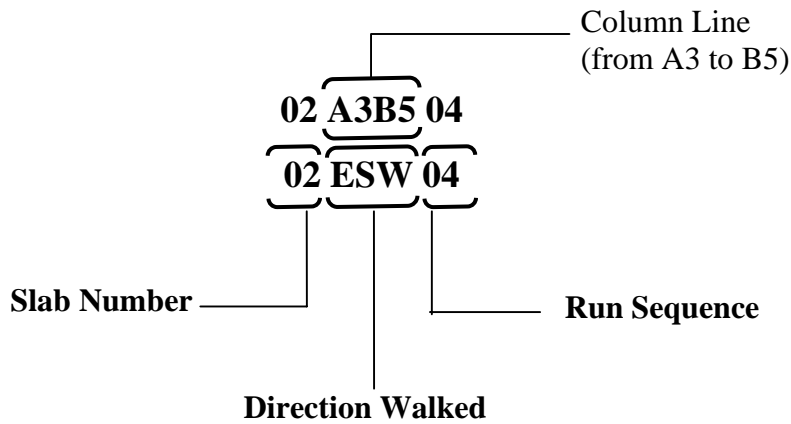 Column Line
(from A3 to B5)
02 A3B5 04
02 ESW 04
Slab Number
Run Sequence
Direction Walked